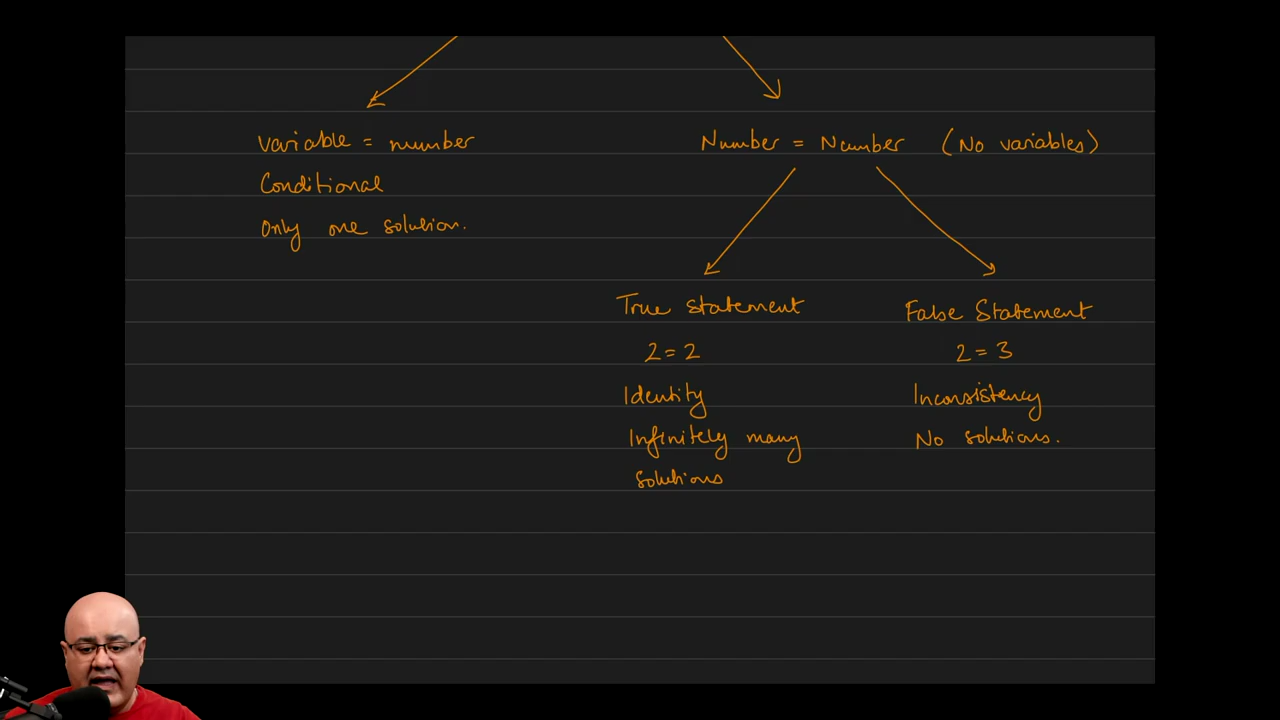 Variable = number
Conditional
Only one solution.
Number = Number (No variables)
True Statement
2 = 2
Identity
Infinitely many
solutions
False Statement
2 = 3
Inconsistency
No solutions.